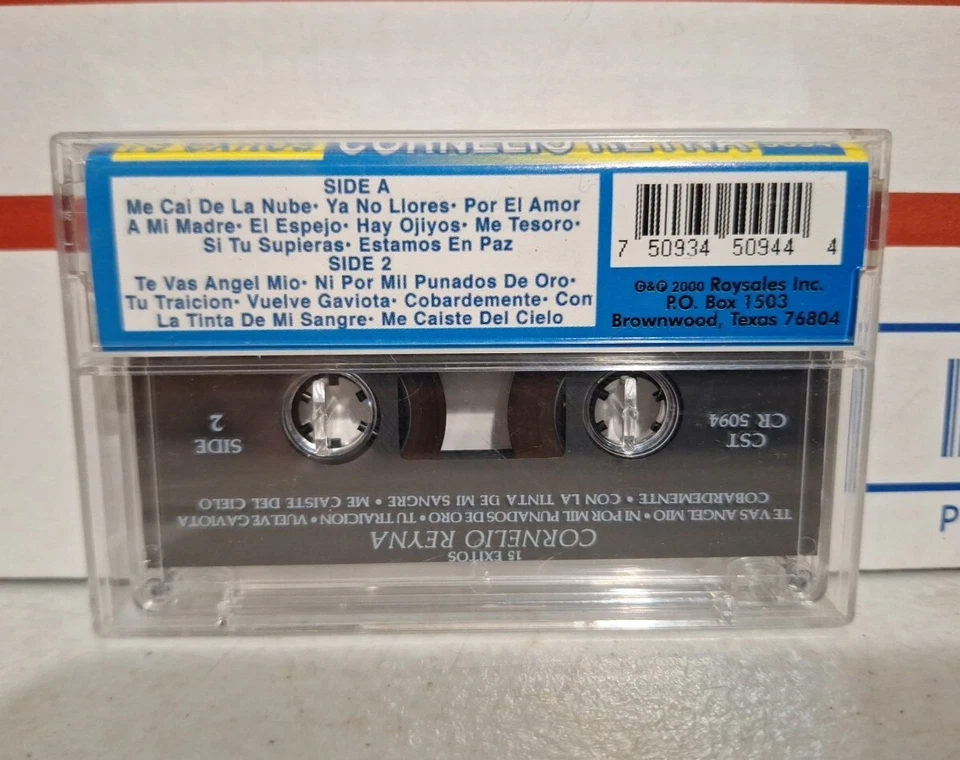 CORNELIO REYNA
SIDE A
Me Cai De La Nube• Ya No Llores• Por El Amor
A Mi Madre• El Espejo• Hay Ojiyos• Me Tesoro•
Si Tu Supieras• Estamos En Paz
SIDE 2
Te Vas Angel Mio• Ni Por Mil Punados De Oro•
Tu Traicion• Vuelve Gaviota• Cobardemente• Con
La Tinta De Mi Sangre• Me Caiste Del Cielo
7 50934 50944 4
©&℗ 2000 Roysales Inc.
P.O. Box 1503
Brownwood, Texas 76804
15 EXITOS
CORNELIO REYNA
TE VAS ANGEL MIO • NI POR MIL PUNADOS DE ORO • TU TRAICION • VUELVE GAVIOTA
COBARDEMENTE • CON LA TINTA DE MI SANGRE • ME CAISTE DEL CIELO
CST
CR 5094
SIDE
2
P